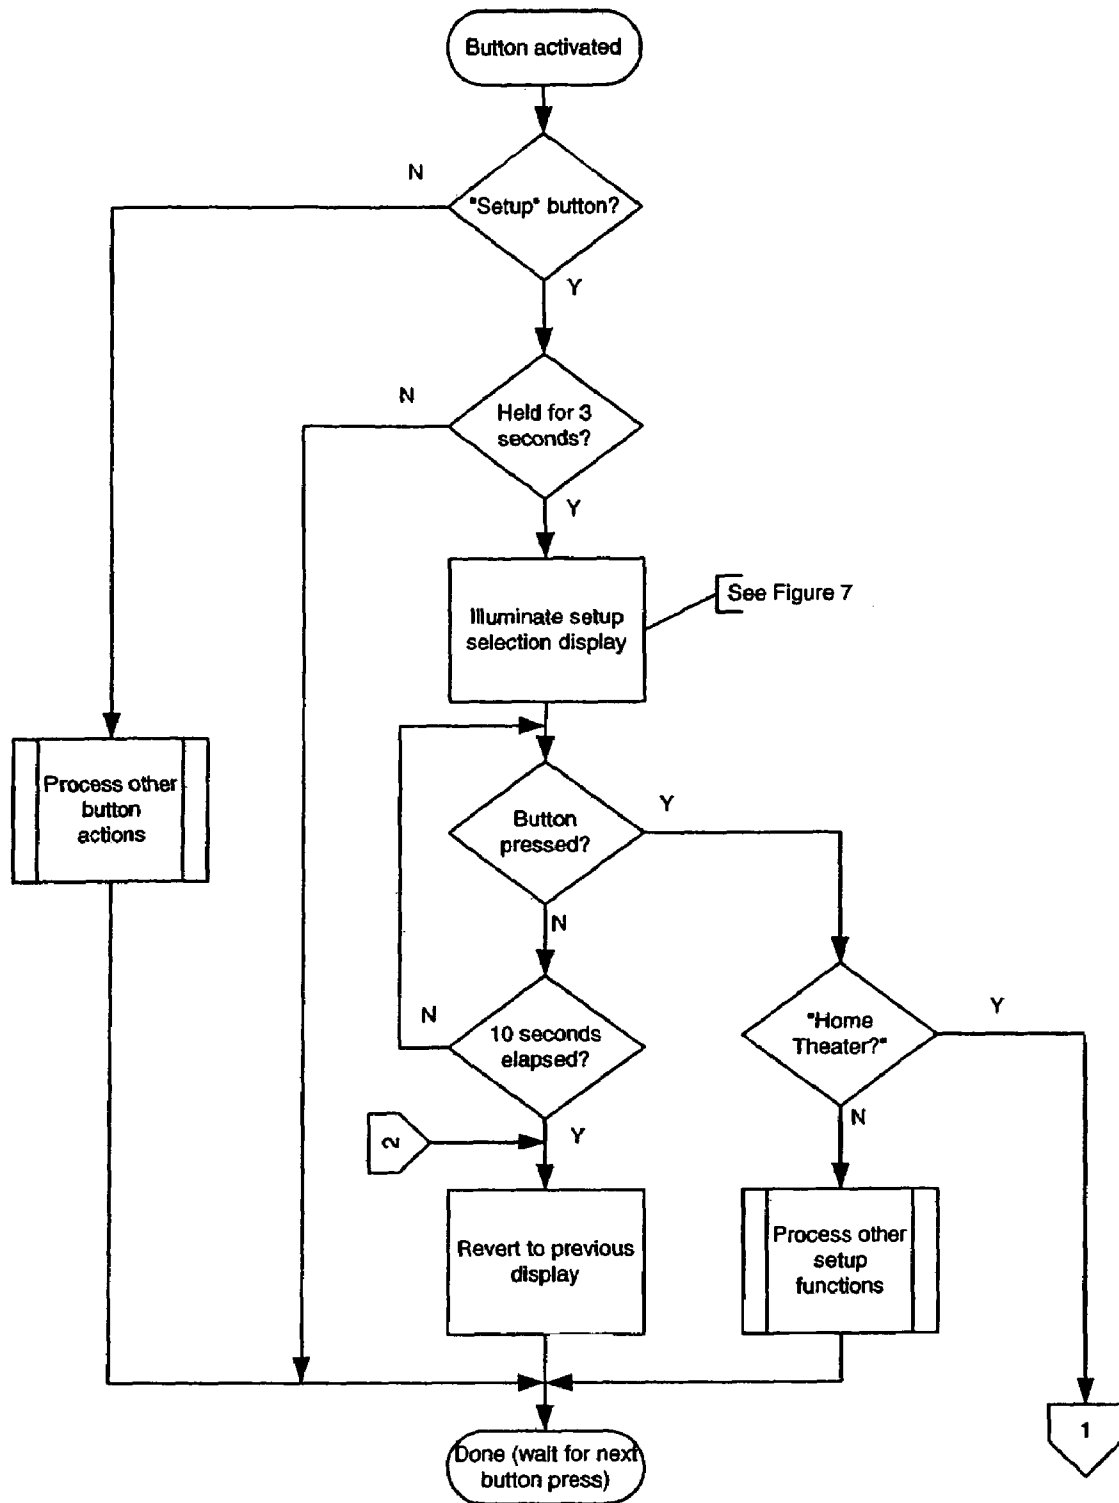 Button activated
N
"Setup" button?
Y
N
Held for 3
seconds?
Y
Illuminate setup
selection display
See Figure 7
Process other
button
actions
Button
pressed?
Y
N
N
10 seconds
elapsed?
"Home
Theater?"
Y
2
Y
N
Revert to previous
display
Process other
setup
functions
Done (wait for next
button press)
1